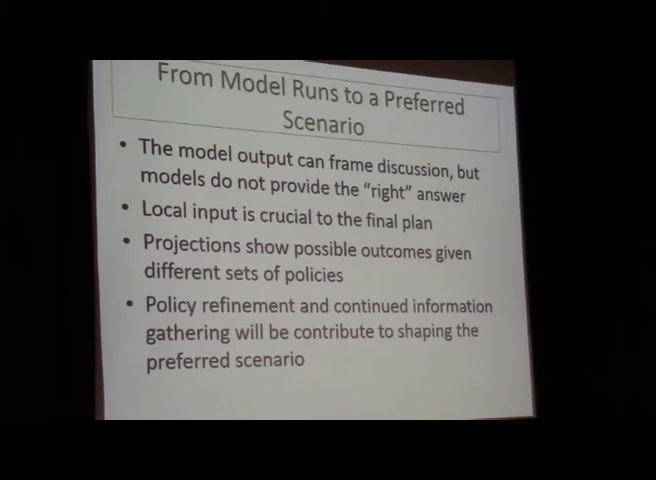 From Model Runs to a Preferred
Scenario
• The model output can frame discussion, but
models do not provide the “right” answer
• Local input is crucial to the final plan
• Projections show possible outcomes given
different sets of policies
• Policy refinement and continued information
gathering will be contribute to shaping the
preferred scenario